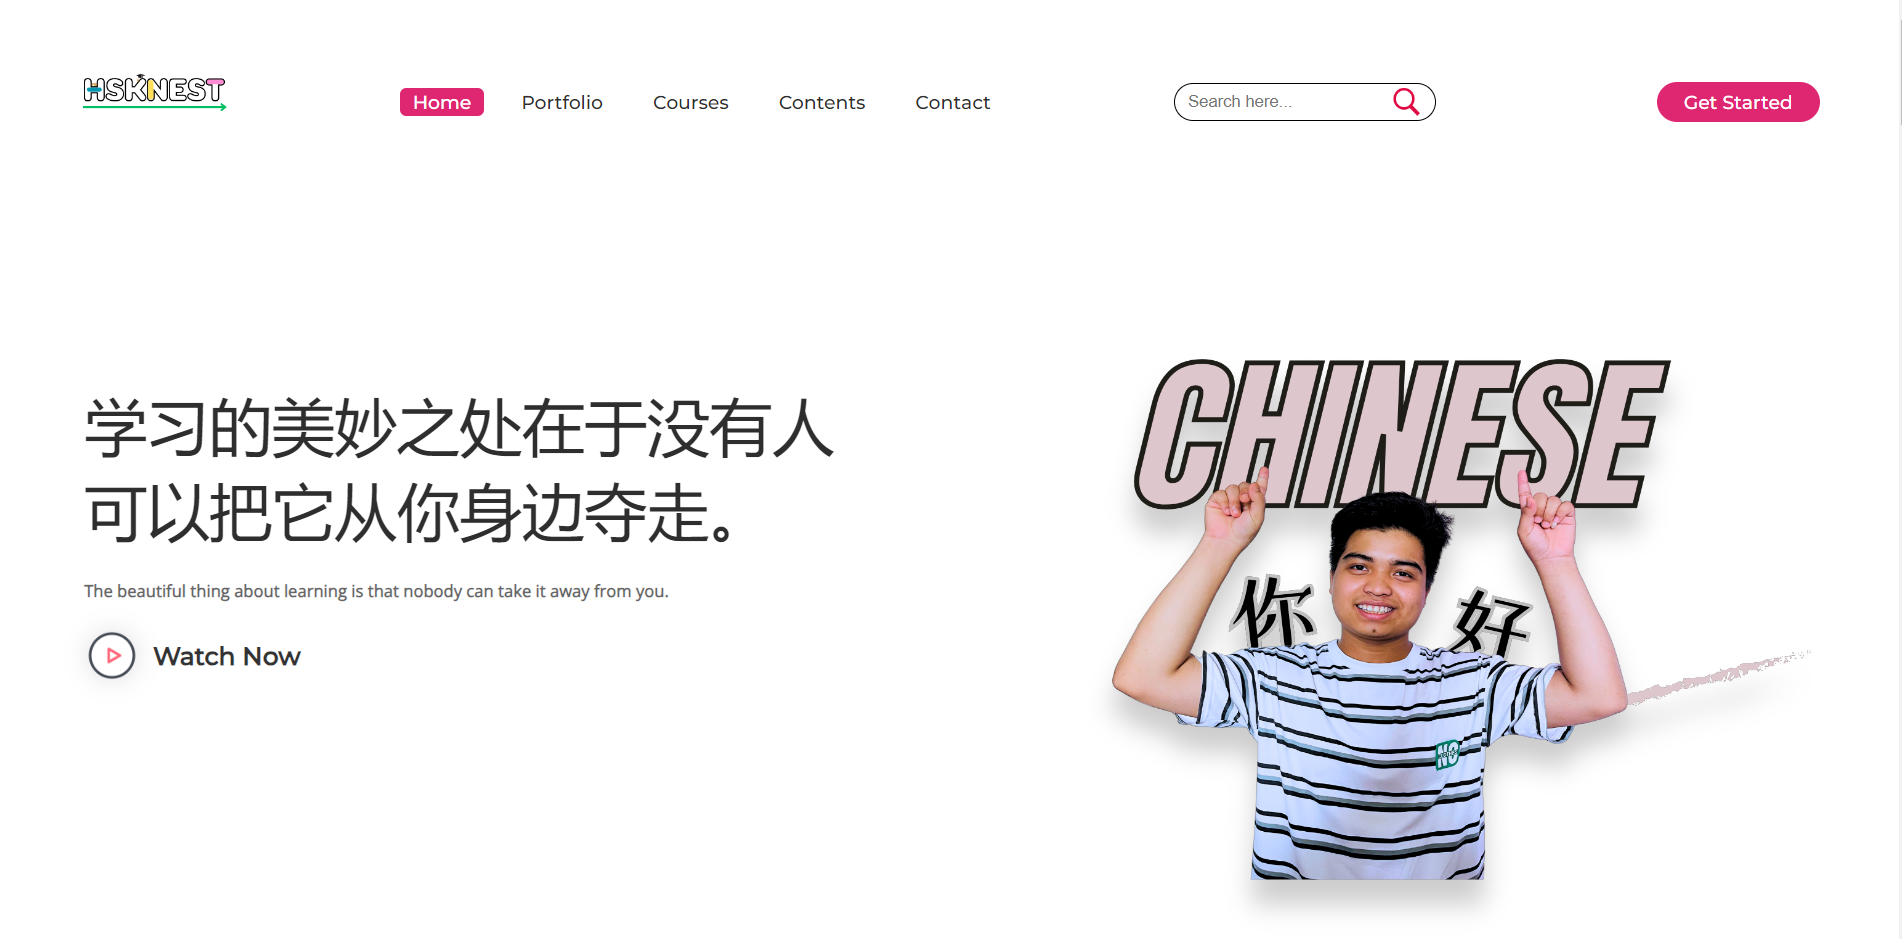 HSKNEST
Home
Portfolio
Courses
Contents
Contact
Search here...
Get Started
学习的美妙之处在于没有人
可以把它从你身边夺走。
The beautiful thing about learning is that nobody can take it away from you.
Watch Now
CHINESE
你 好
NO